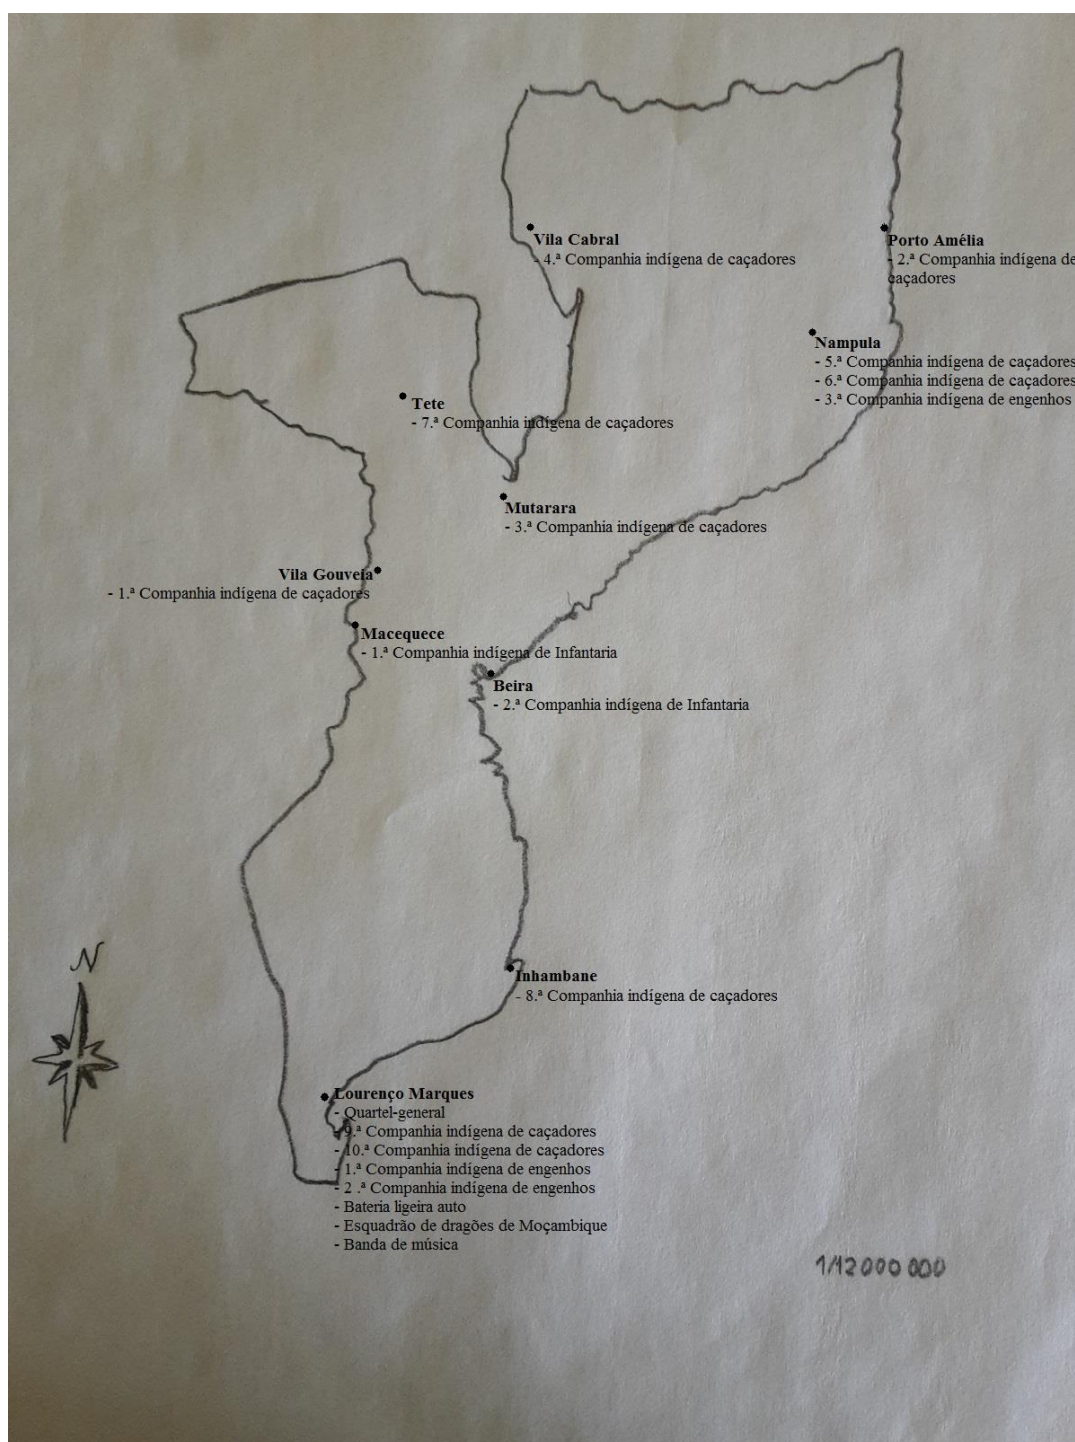 Vila Cabral
- 4.ª Companhia indígena de caçadores
Porto Amélia
- 2.ª Companhia indígena de
caçadores
Nampula
- 5.ª Companhia indígena de caçadores
- 6.ª Companhia indígena de caçadores
- 3.ª Companhia indígena de engenhos
Tete
- 7.ª Companhia indígena de caçadores
Mutarara
- 3.ª Companhia indígena de caçadores
Vila Gouveia
- 1.ª Companhia indígena de caçadores
Macequece
- 1.ª Companhia indígena de Infantaria
Beira
- 2.ª Companhia indígena de Infantaria
N
Inhambane
- 8.ª Companhia indígena de caçadores
Lourenço Marques
- Quartel-general
- 9.ª Companhia indígena de caçadores
- 10.ª Companhia indígena de caçadores
- 1.ª Companhia indígena de engenhos
- 2 .ª Companhia indígena de engenhos
- Bateria ligeira auto
- Esquadrão de dragões de Moçambique
- Banda de música
1/12000000